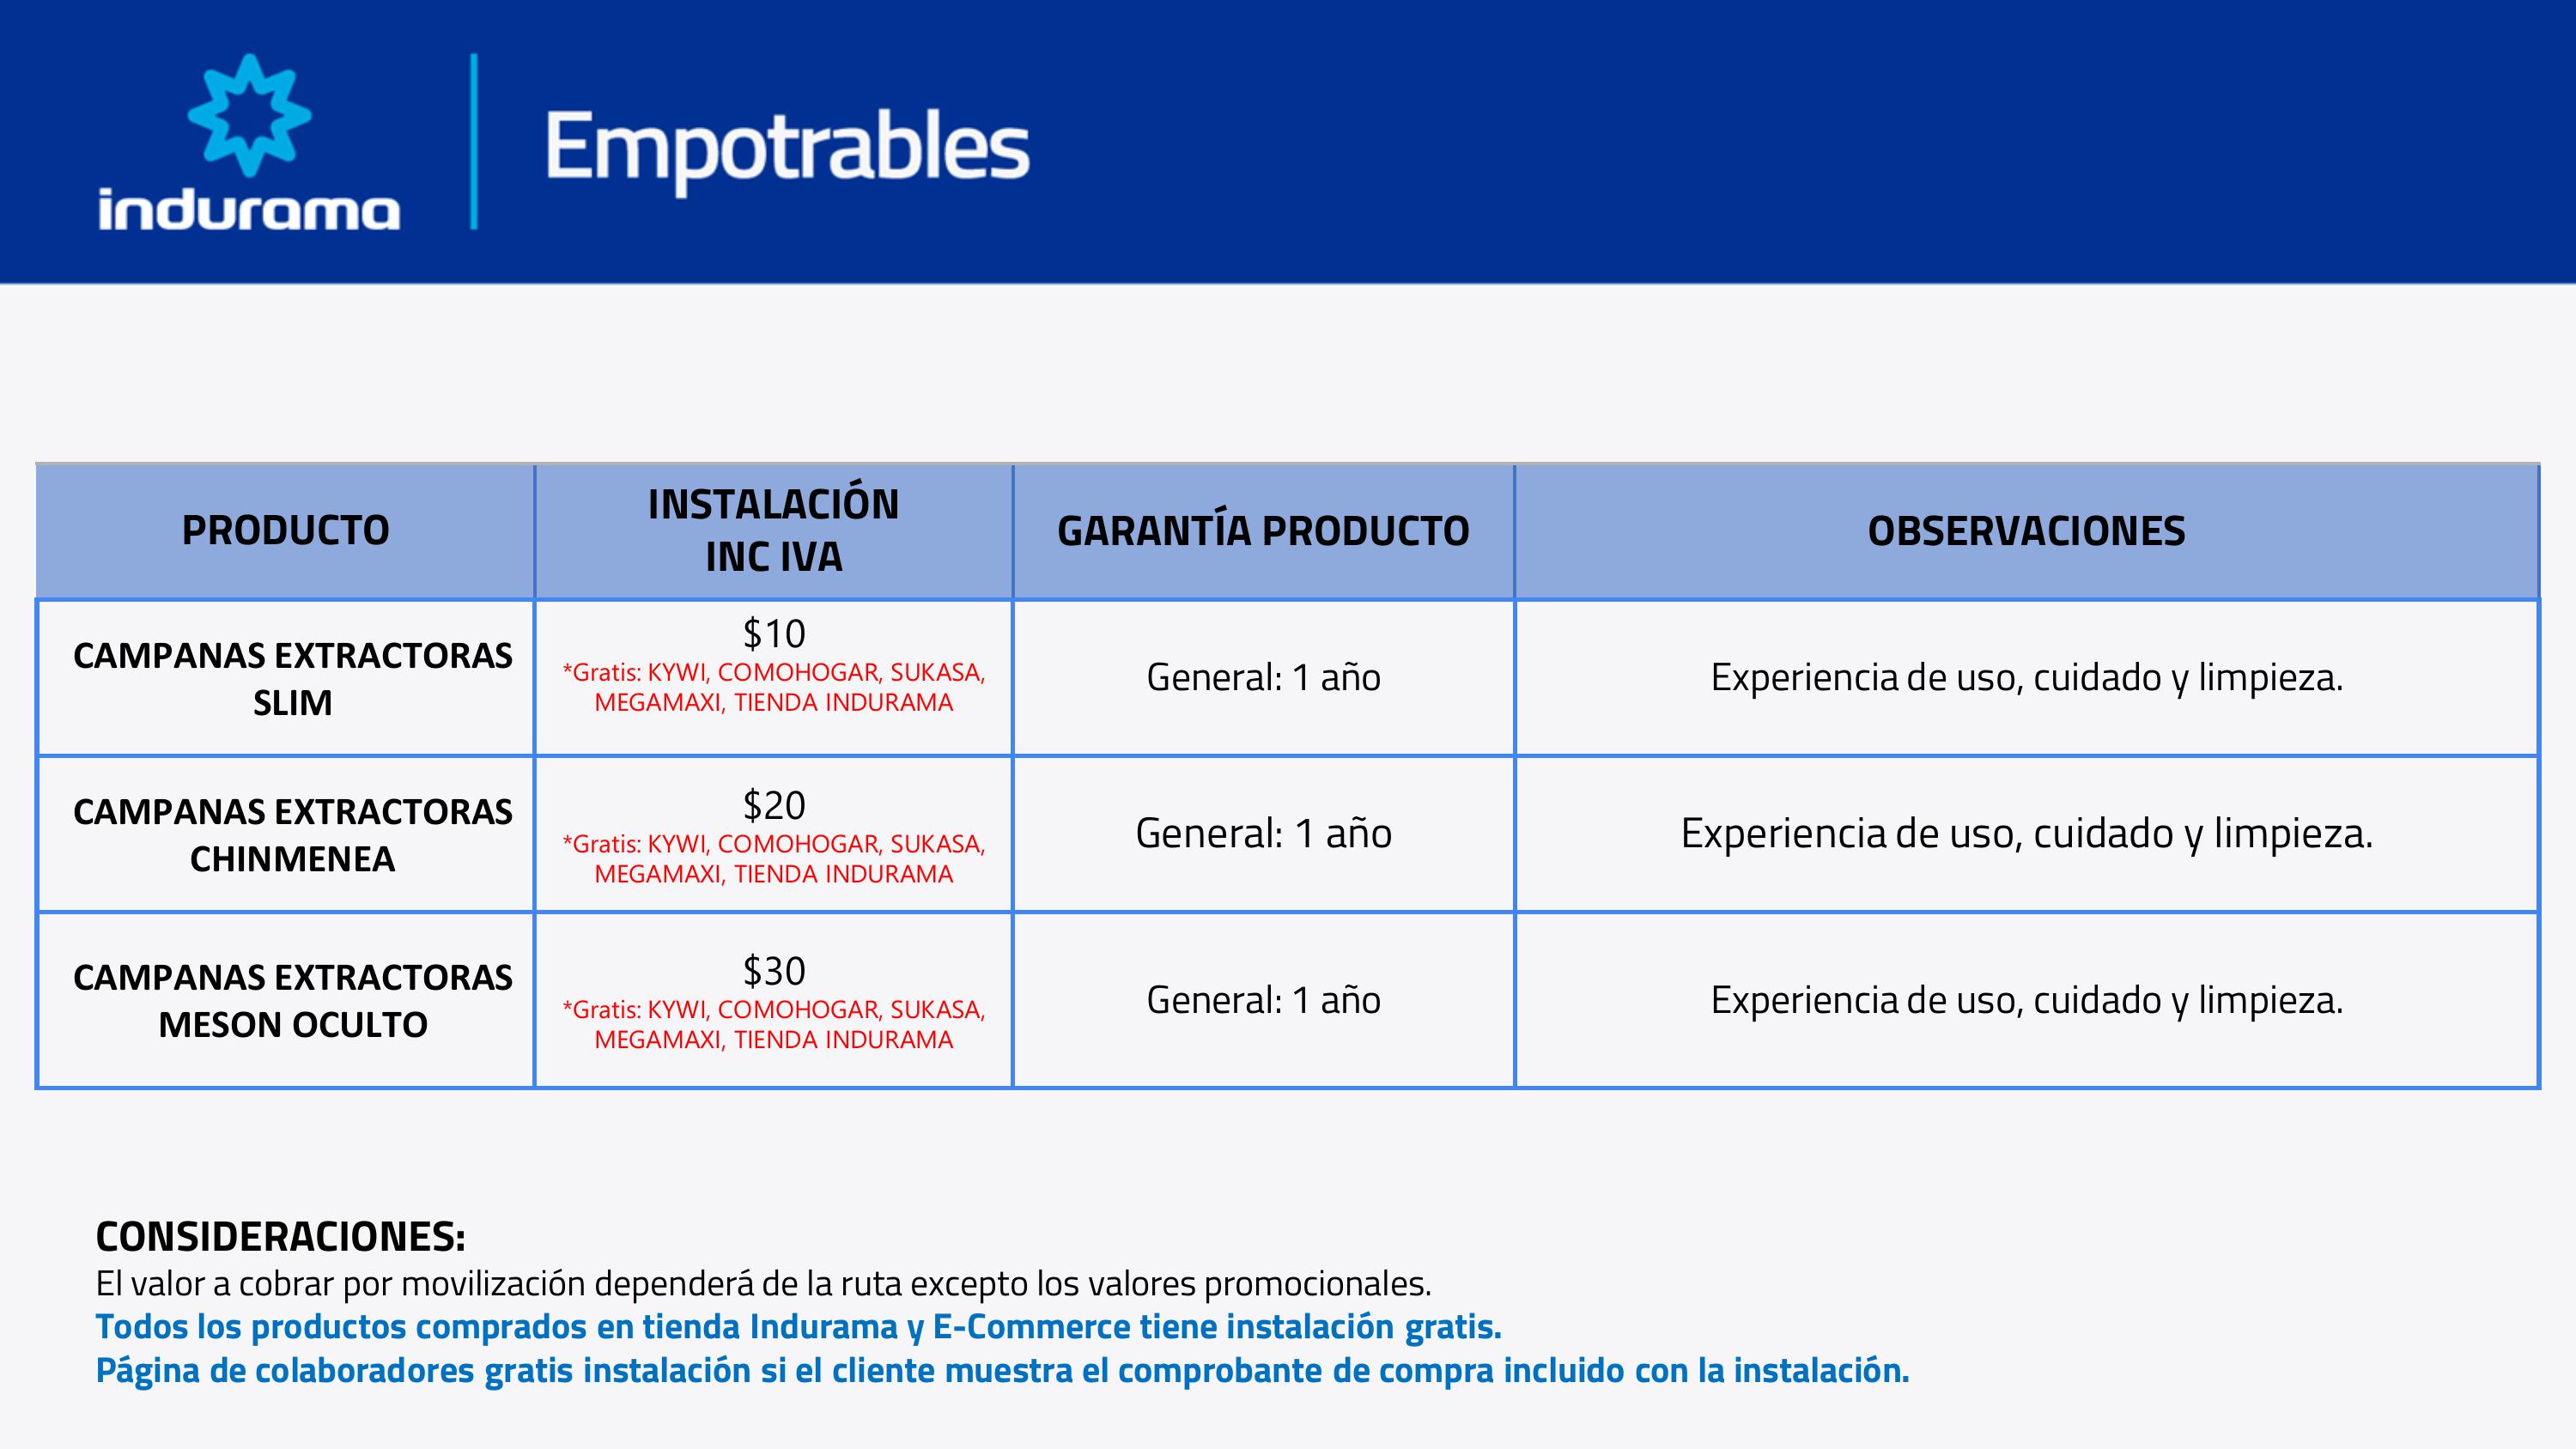 indurama
Empotrables
PRODUCTO
INSTALACIÓN
INC IVA
GARANTÍA PRODUCTO
OBSERVACIONES
CAMPANAS EXTRACTORAS
SLIM
$10
*Gratis: KYWI, COMOHOGAR, SUKASA,
MEGAMAXI, TIENDA INDURAMA
General: 1 año
Experiencia de uso, cuidado y limpieza.
CAMPANAS EXTRACTORAS
CHINMENEA
$20
*Gratis: KYWI, COMOHOGAR, SUKASA,
MEGAMAXI, TIENDA INDURAMA
General: 1 año
Experiencia de uso, cuidado y limpieza.
CAMPANAS EXTRACTORAS
MESON OCULTO
$30
*Gratis: KYWI, COMOHOGAR, SUKASA,
MEGAMAXI, TIENDA INDURAMA
General: 1 año
Experiencia de uso, cuidado y limpieza.
CONSIDERACIONES:
El valor a cobrar por movilización dependerá de la ruta excepto los valores promocionales.
Todos los productos comprados en tienda Indurama y E-Commerce tiene instalación gratis.
Página de colaboradores gratis instalación si el cliente muestra el comprobante de compra incluido con la instalación.